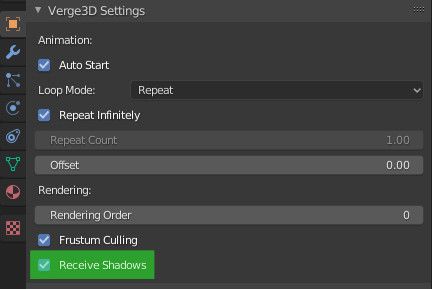 Verge3D Settings
Animation:
Auto Start
Loop Mode: Repeat
Repeat Infinitely
Repeat Count 1.00
Offset 0.00
Rendering:
Rendering Order 0
Frustum Culling
Receive Shadows